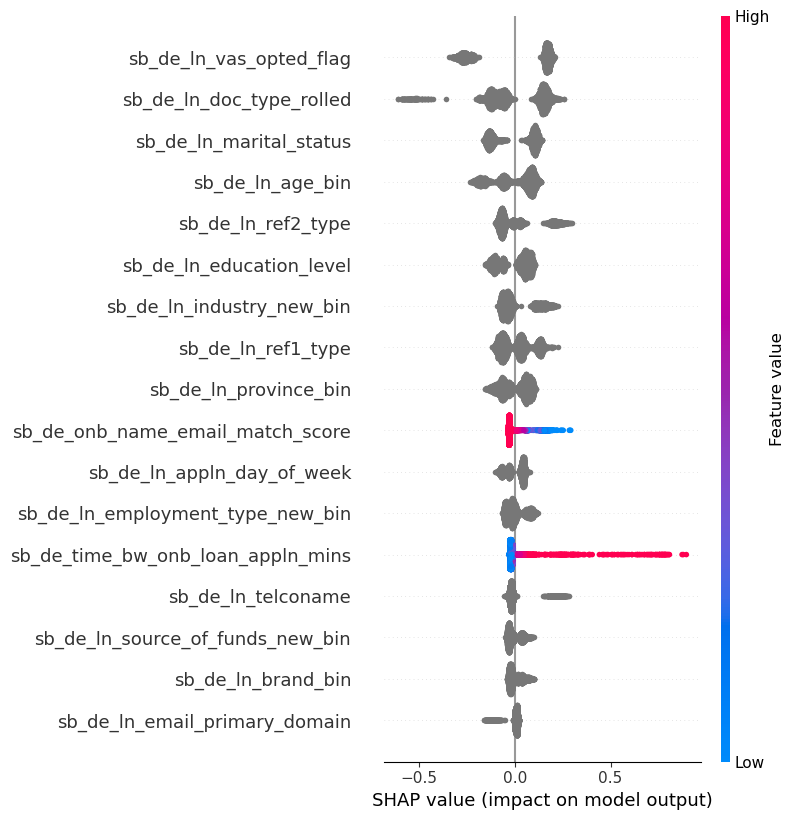 High
sb_de_ln_vas_opted_flag
sb_de_ln_doc_type_rolled
sb_de_ln_marital_status
sb_de_ln_age_bin
sb_de_ln_ref2_type
sb_de_ln_education_level
sb_de_ln_industry_new_bin
sb_de_ln_ref1_type
sb_de_ln_province_bin
sb_de_onb_name_email_match_score
sb_de_ln_appln_day_of_week
sb_de_ln_employment_type_new_bin
sb_de_time_bw_onb_loan_appln_mins
sb_de_ln_telconame
sb_de_ln_source_of_funds_new_bin
sb_de_ln_brand_bin
sb_de_ln_email_primary_domain
Feature value
Low
−0.5 0.0 0.5
SHAP value (impact on model output)